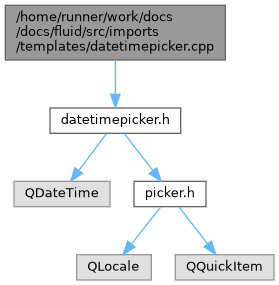 /home/runner/work/docs
/docs/fluid/src/imports
/templates/datetimepicker.cpp
datetimepicker.h
QDateTime
picker.h
QLocale
QQuickItem